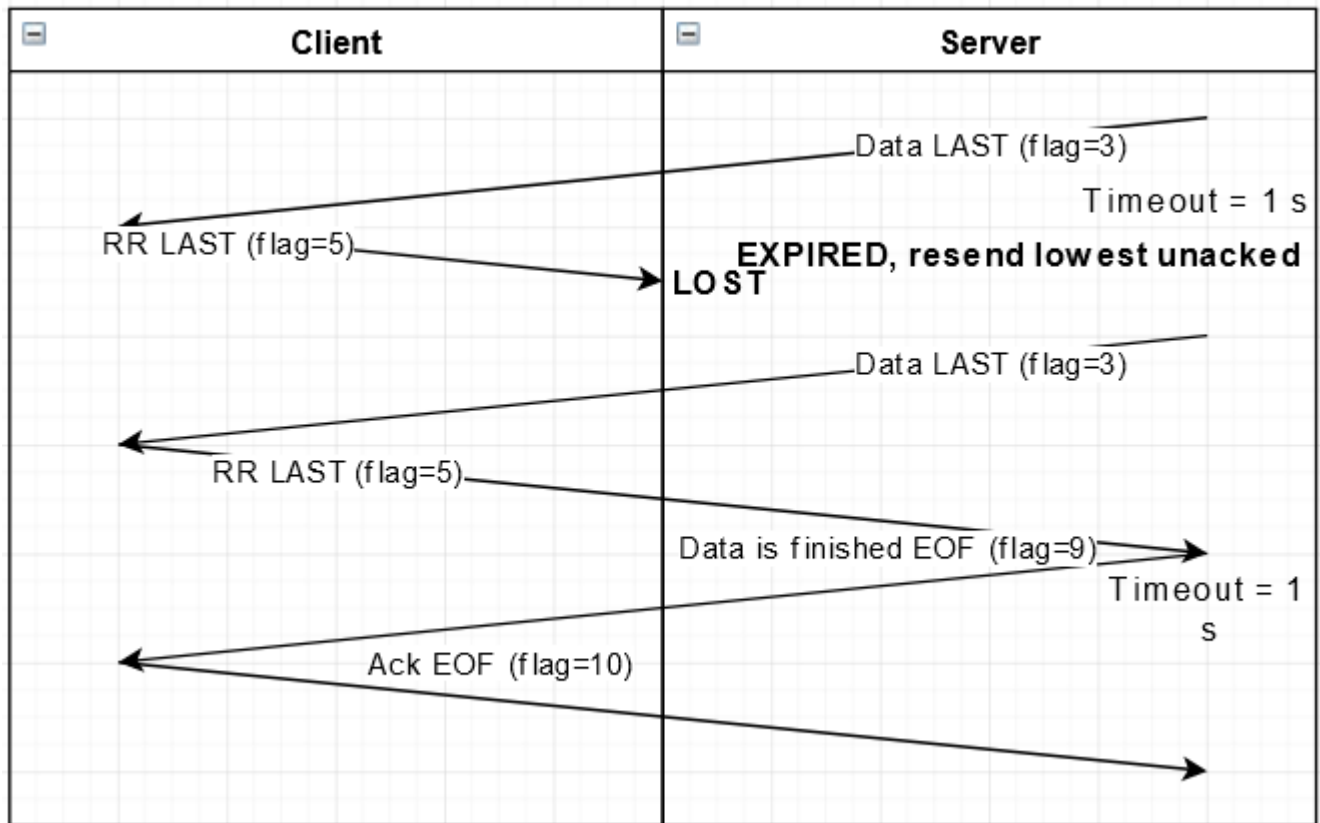 Client
Server
Data LAST (flag=3)
Timeout = 1 s
RR LAST (flag=5)
EXPIRED, resend lowest unacked
LOST
Data LAST (flag=3)
RR LAST (flag=5)
Data is finished EOF (flag=9)
Timeout = 1
s
Ack EOF (flag=10)